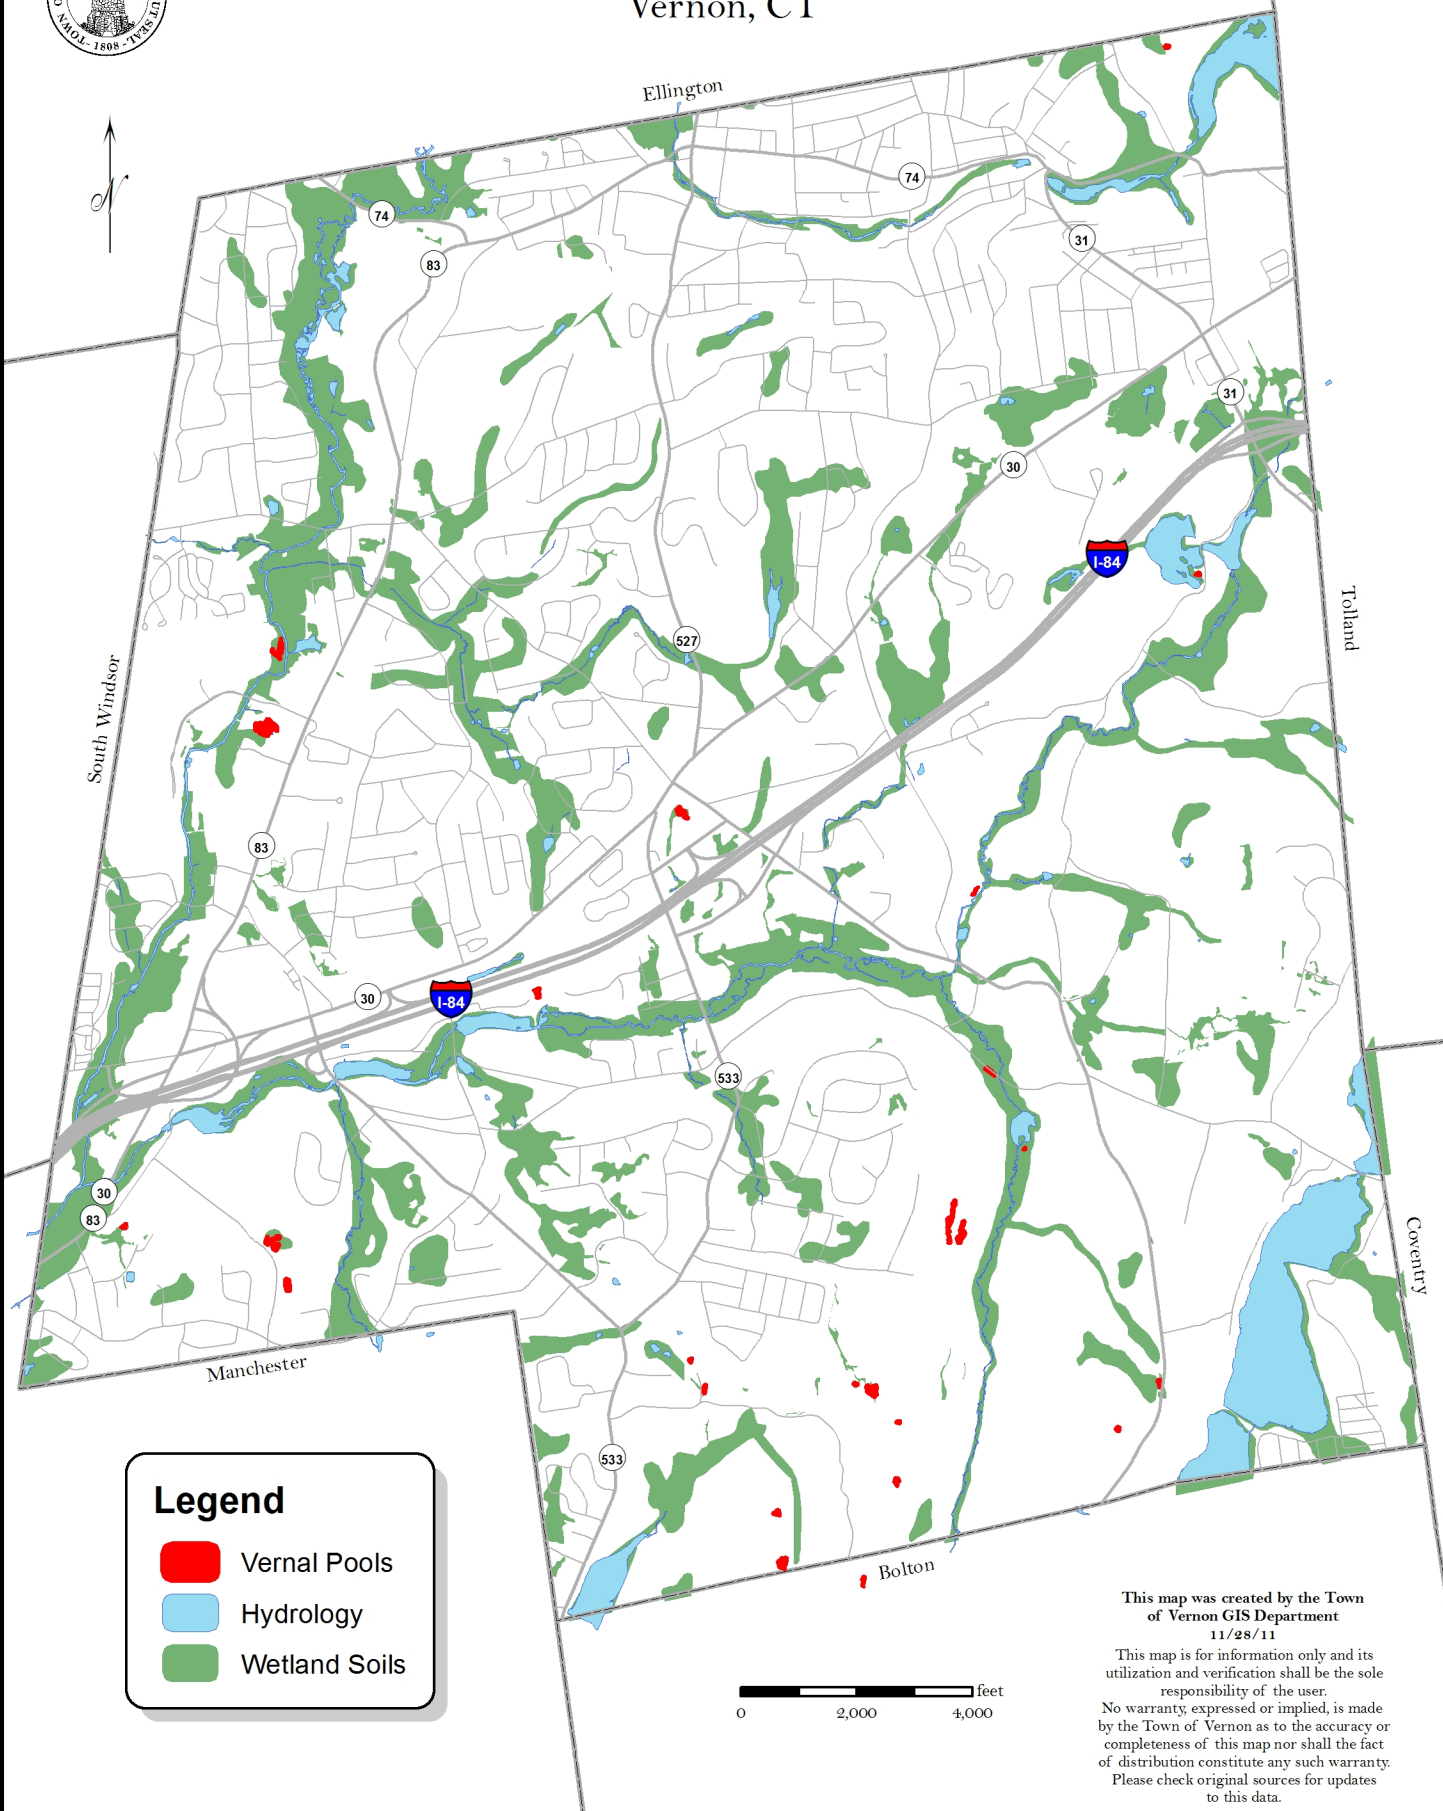 Vernon, CT
TOWN - 1808 - SEAL
Ellington
74
74
83
31
31
30
I-84
Tolland
527
South Windsor
83
30
I-84
533
30
83
Coventry
Manchester
533
Bolton
Legend
Vernal Pools
Hydrology
Wetland Soils
feet
0 2,000 4,000
This map was created by the Town
of Vernon GIS Department
11/28/11
This map is for information only and its
utilization and verification shall be the sole
responsibility of the user.
No warranty, expressed or implied, is made
by the Town of Vernon as to the accuracy or
completeness of this map nor shall the fact
of distribution constitute any such warranty.
Please check original sources for updates
to this data.